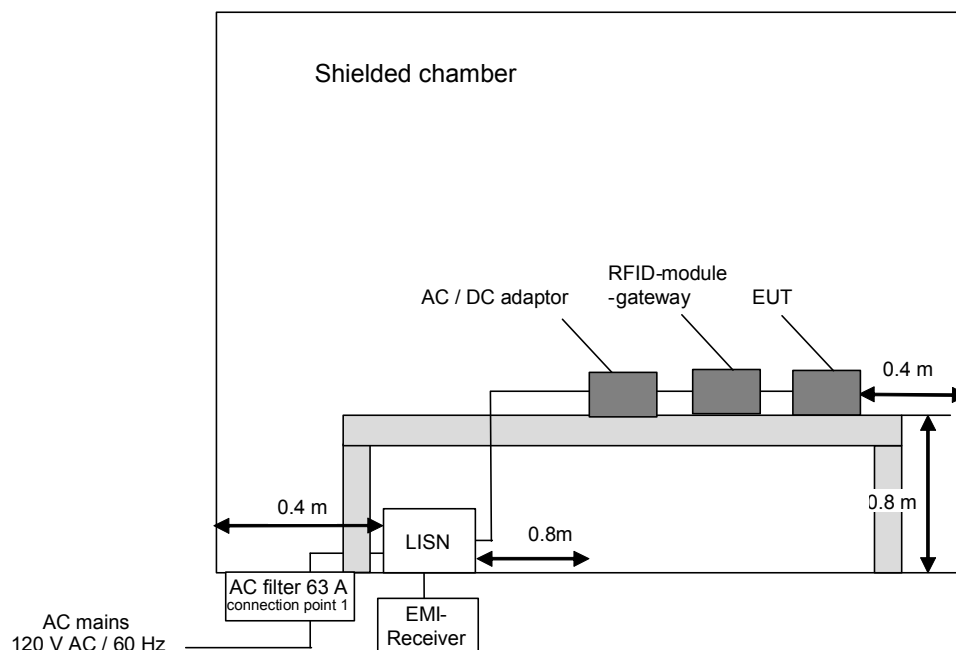 Shielded chamber
RFID-module
-gateway
AC / DC adaptor
EUT
0.4 m
0.8 m
0.4 m
LISN
0.8m
AC filter 63 A
connection point 1
EMI-
Receiver
AC mains
120 V AC / 60 Hz